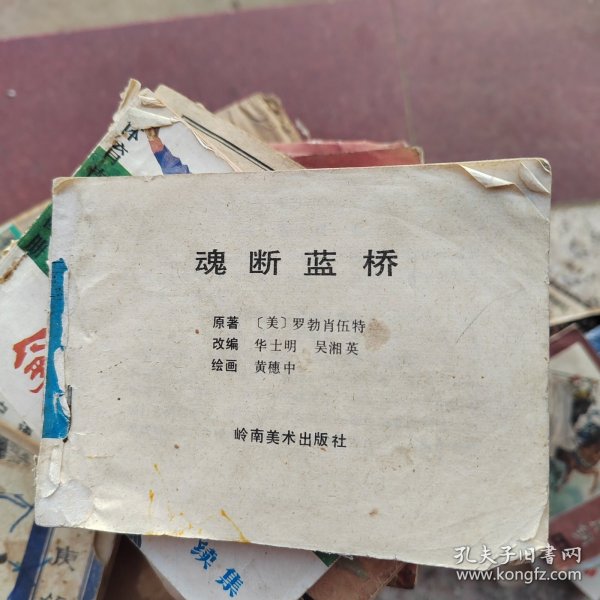 魂断蓝桥
原著 〔美〕罗勃肖伍特
改编 华士明 吴湘英
绘画 黄穗中
岭南美术出版社
续集
孔夫子旧书网
www.kongfz.com